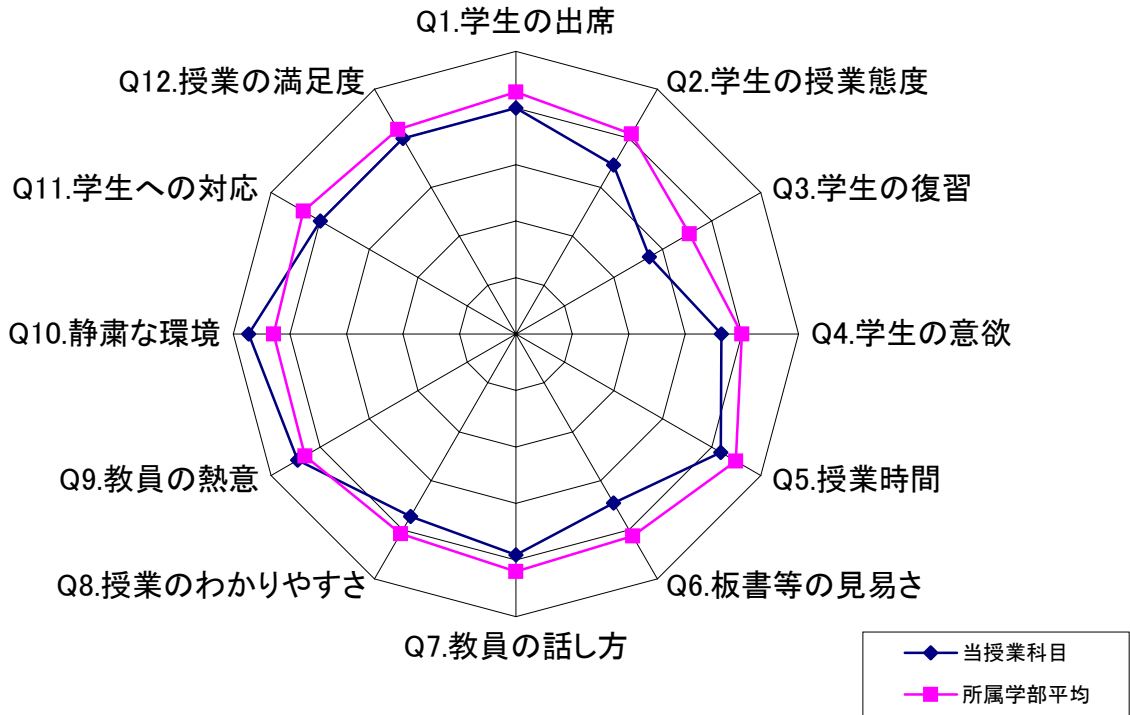 Q1.学生の出席
Q2.学生の授業態度
Q3.学生の復習
Q4.学生の意欲
Q5.授業時間
Q6.板書等の見易さ
Q7.教員の話し方
Q8.授業のわかりやすさ
Q9.教員の熱意
Q10.静粛な環境
Q11.学生への対応
Q12.授業の満足度
当授業科目
所属学部平均